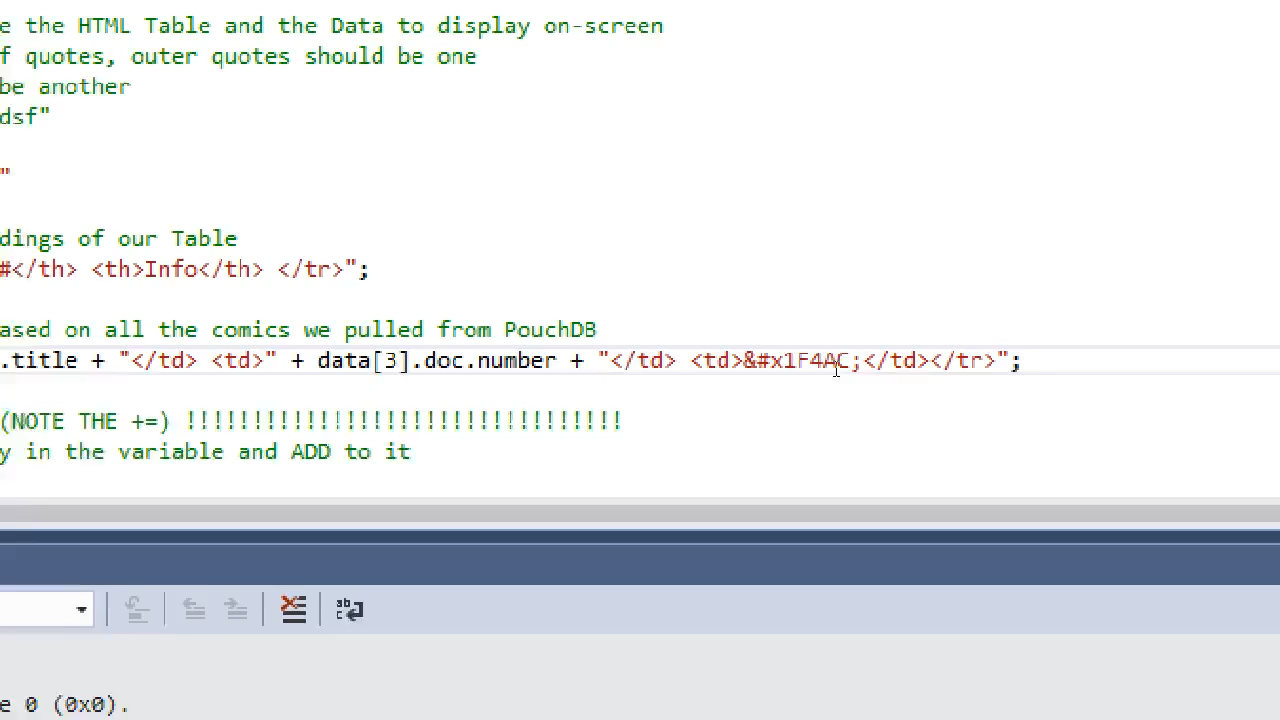 e the HTML Table and the Data to display on-screen
f quotes, outer quotes should be one
be another
dsf"
"
dings of our Table
#</th> <th>Info</th> </tr>";
ased on all the comics we pulled from PouchDB
.title + "</td> <td>" + data[3].doc.number + "</td> <td>&#x1F4AC;</td></tr>";
(NOTE THE +=) !!!!!!!!!!!!!!!!!!!!!!!!!!!!!!!!!
y in the variable and ADD to it
ab
c
e 0 (0x0).